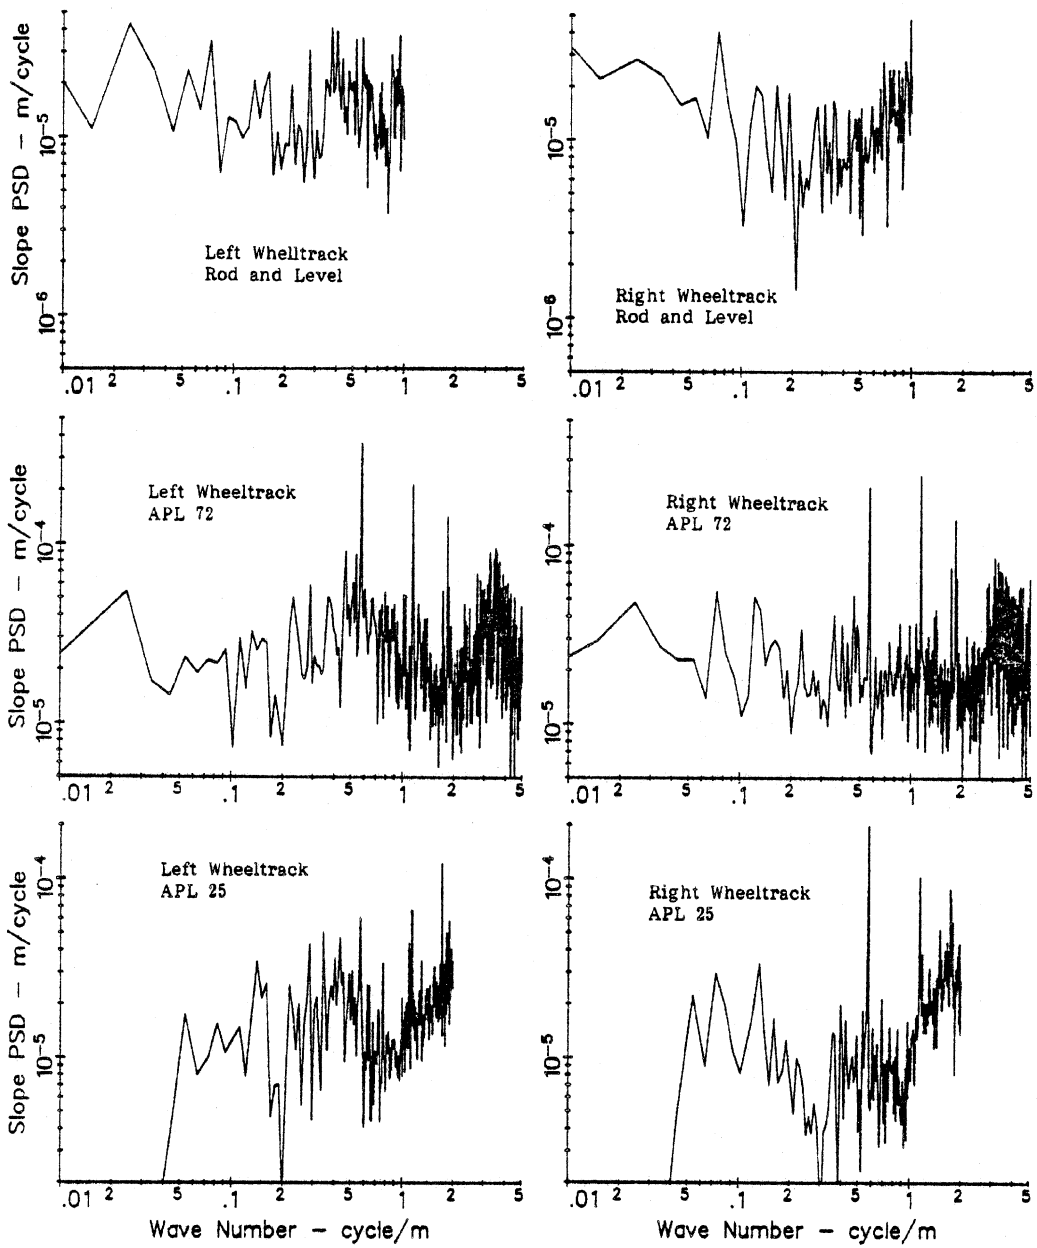 Slope PSD – m/cycle
10⁻⁵
10⁻⁶
Left Whelltrack
Rod and Level
.01 2 5 .1 2 5 1 2 5
10⁻⁵
10⁻⁶
Right Wheeltrack
Rod and Level
.01 2 5 .1 2 5 1 2 5
Slope PSD – m/cycle
10⁻⁴
10⁻⁵
Left Wheeltrack
APL 72
.01 2 5 .1 2 5 1 2 5
10⁻⁴
10⁻⁵
Right Wheeltrack
APL 72
.01 2 5 .1 2 5 1 2 5
Slope PSD – m/cycle
10⁻⁴
10⁻⁵
Left Wheeltrack
APL 25
.01 2 5 .1 2 5 1 2 5
Wave Number – cycle/m
10⁻⁴
10⁻⁵
Right Wheeltrack
APL 25
.01 2 5 .1 2 5 1 2 5
Wave Number – cycle/m